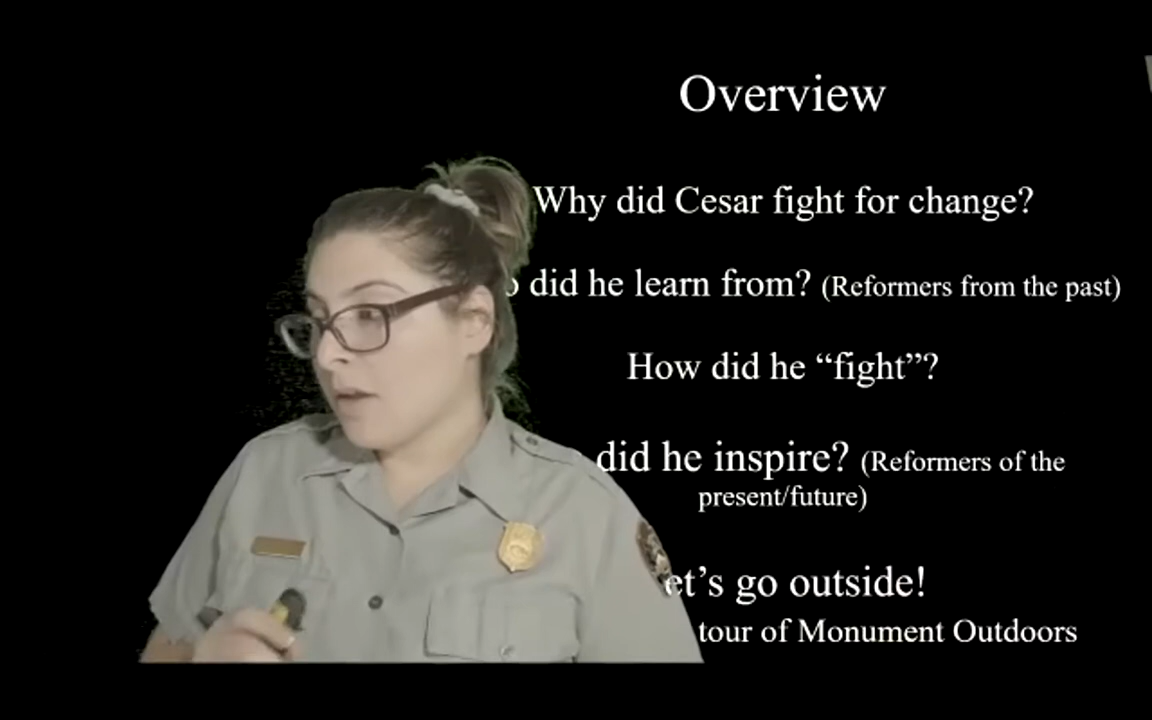 Overview
Why did Cesar fight for change?
did he learn from? (Reformers from the past)
How did he “fight”?
did he inspire? (Reformers of the
present/future)
et’s go outside!
tour of Monument Outdoors